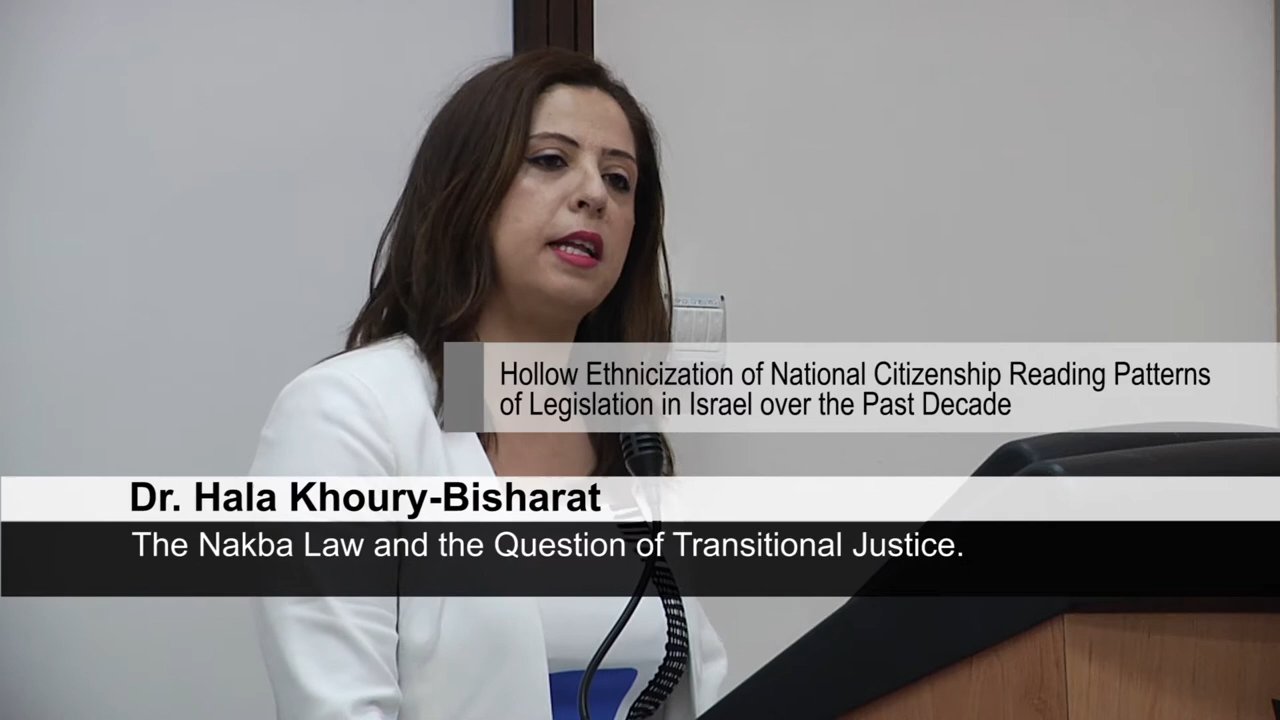 Hollow Ethnicization of National Citizenship Reading Patterns
of Legislation in Israel over the Past Decade
Dr. Hala Khoury-Bisharat
The Nakba Law and the Question of Transitional Justice.